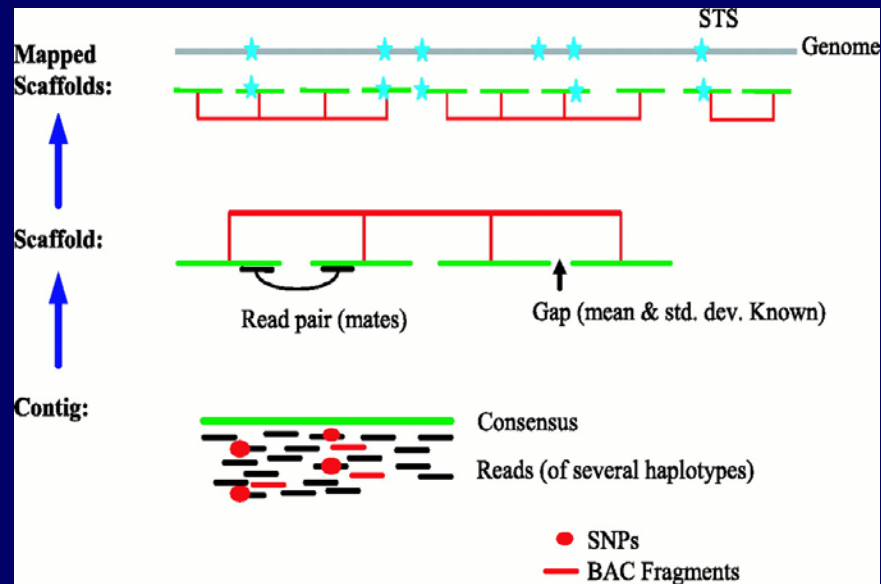 STS
Mapped
Scaffolds:
Genome
Scaffold:
Read pair (mates)
Gap (mean & std. dev. Known)
Contig:
Consensus
Reads (of several haplotypes)
SNPs
BAC Fragments